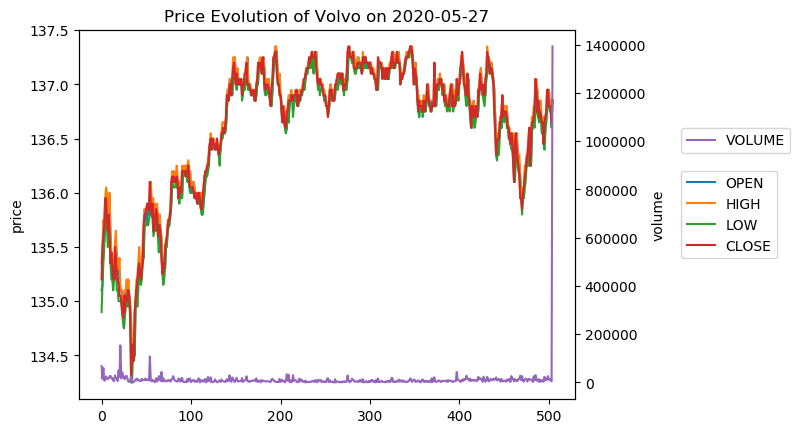 Price Evolution of Volvo on 2020-05-27
price
137.5
137.0
136.5
136.0
135.5
135.0
134.5
0
100
200
300
400
500
1400000
1200000
1000000
800000
600000
400000
200000
0
volume
VOLUME
OPEN
HIGH
LOW
CLOSE